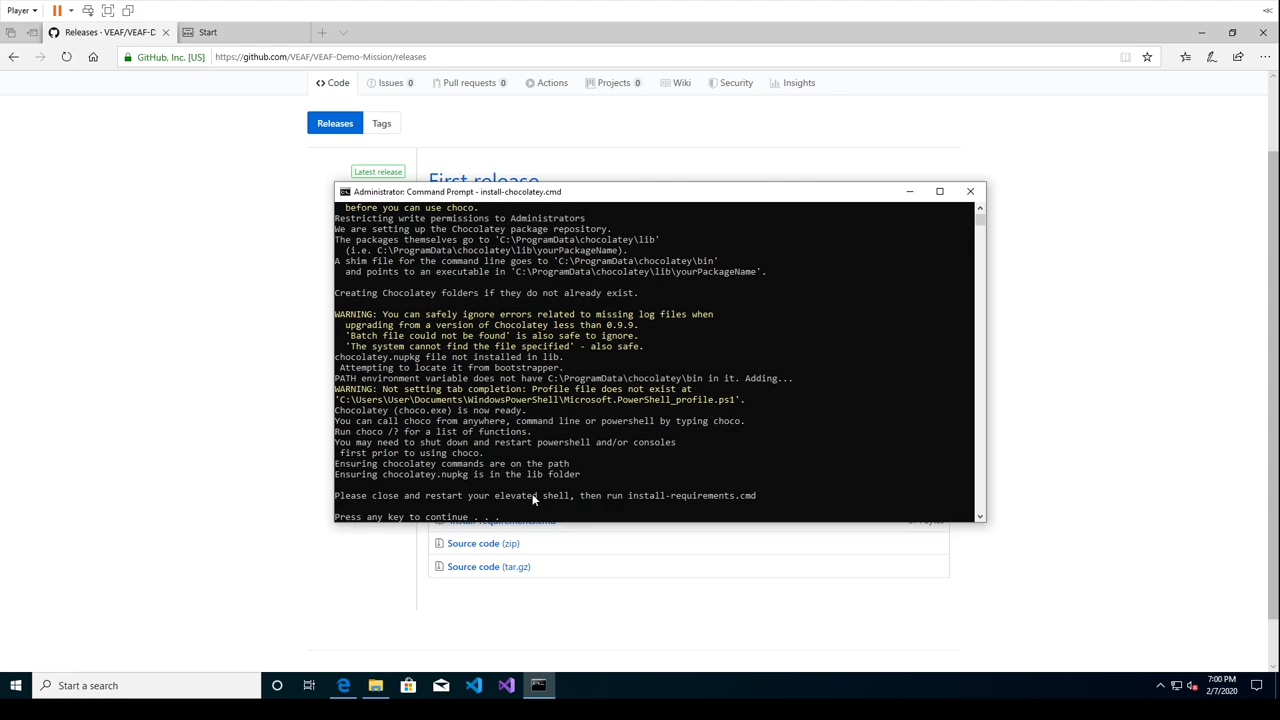 Player
Releases · VEAF/VEAF-D
Start
GitHub, Inc. [US]
https://github.com/VEAF/VEAF-Demo-Mission/releases
Code
Issues 0
Pull requests 0
Actions
Projects 0
Wiki
Security
Insights
Releases
Tags
Latest release
First release
Administrator: Command Prompt - install-chocolatey.cmd
before you can use choco.
Restricting write permissions to Administrators
We are setting up the Chocolatey package repository.
The packages themselves go to 'C:\ProgramData\chocolatey\lib'
(i.e. C:\ProgramData\chocolatey\lib\yourPackageName).
A shim file for the command line goes to 'C:\ProgramData\chocolatey\bin'
and points to an executable in 'C:\ProgramData\chocolatey\lib\yourPackageName'.
Creating Chocolatey folders if they do not already exist.
WARNING: You can safely ignore errors related to missing log files when
upgrading from a version of Chocolatey less than 0.9.9.
'Batch file could not be found' is also safe to ignore.
'The system cannot find the file specified' - also safe.
chocolatey.nupkg file not installed in lib.
Attempting to locate it from bootstrapper.
PATH environment variable does not have C:\ProgramData\chocolatey\bin in it. Adding...
WARNING: Not setting tab completion: Profile file does not exist at
'C:\Users\User\Documents\WindowsPowerShell\Microsoft.PowerShell_profile.ps1'.
Chocolatey (choco.exe) is now ready.
You can call choco from anywhere, command line or powershell by typing choco.
Run choco /? for a list of functions.
You may need to shut down and restart powershell and/or consoles
first prior to using choco.
Ensuring chocolatey commands are on the path
Ensuring chocolatey.nupkg is in the lib folder
Please close and restart your elevated shell, then run install-requirements.cmd
Press any key to continue . . .
Source code (zip)
Source code (tar.gz)
Start a search
7:00 PM
2/7/2020